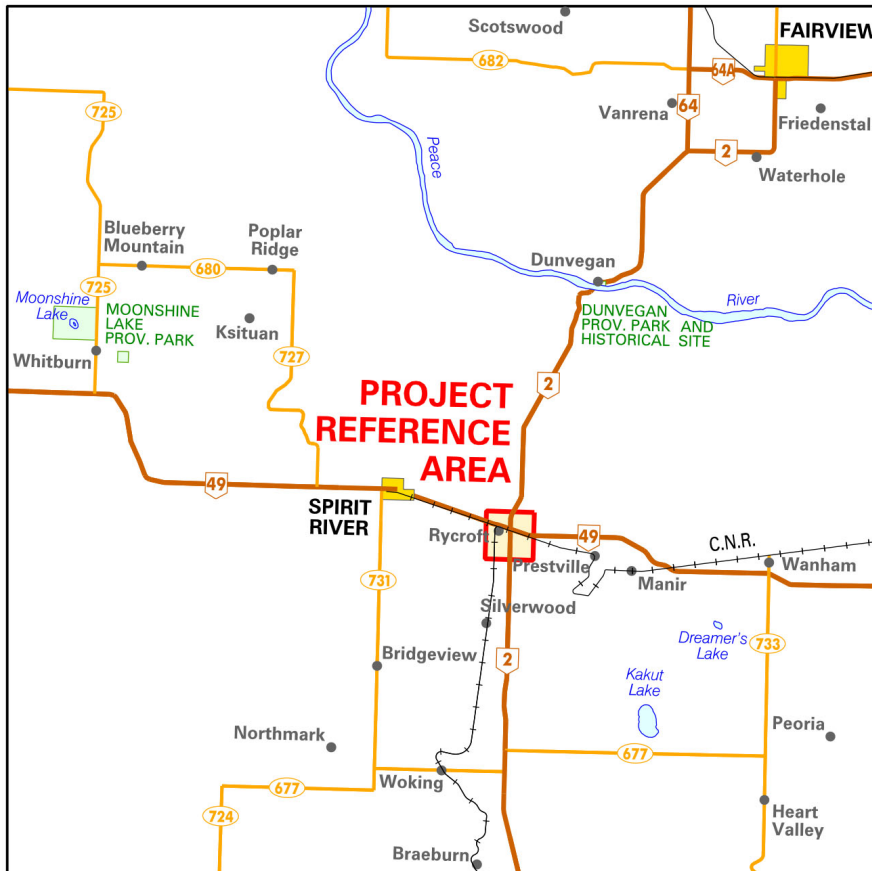 Scotswood
FAIRVIEW
682
64A
725
64
Vanrena
Friedenstal
Peace
2
Waterhole
Blueberry
Mountain
Poplar
Ridge
680
Dunvegan
725
Moonshine
Lake
MOONSHINE
LAKE
PROV. PARK
Ksituan
River
DUNVEGAN
PROV. PARK AND
HISTORICAL SITE
Whitburn
727
2
PROJECT
REFERENCE
AREA
49
SPIRIT
RIVER
Rycroft
49
C.N.R.
Prestville
Wanham
Manir
731
Silverwood
Dreamer's
Lake
733
Bridgeview
2
Kakut
Lake
Northmark
Peoria
677
Woking
677
724
Heart
Valley
Braeburn